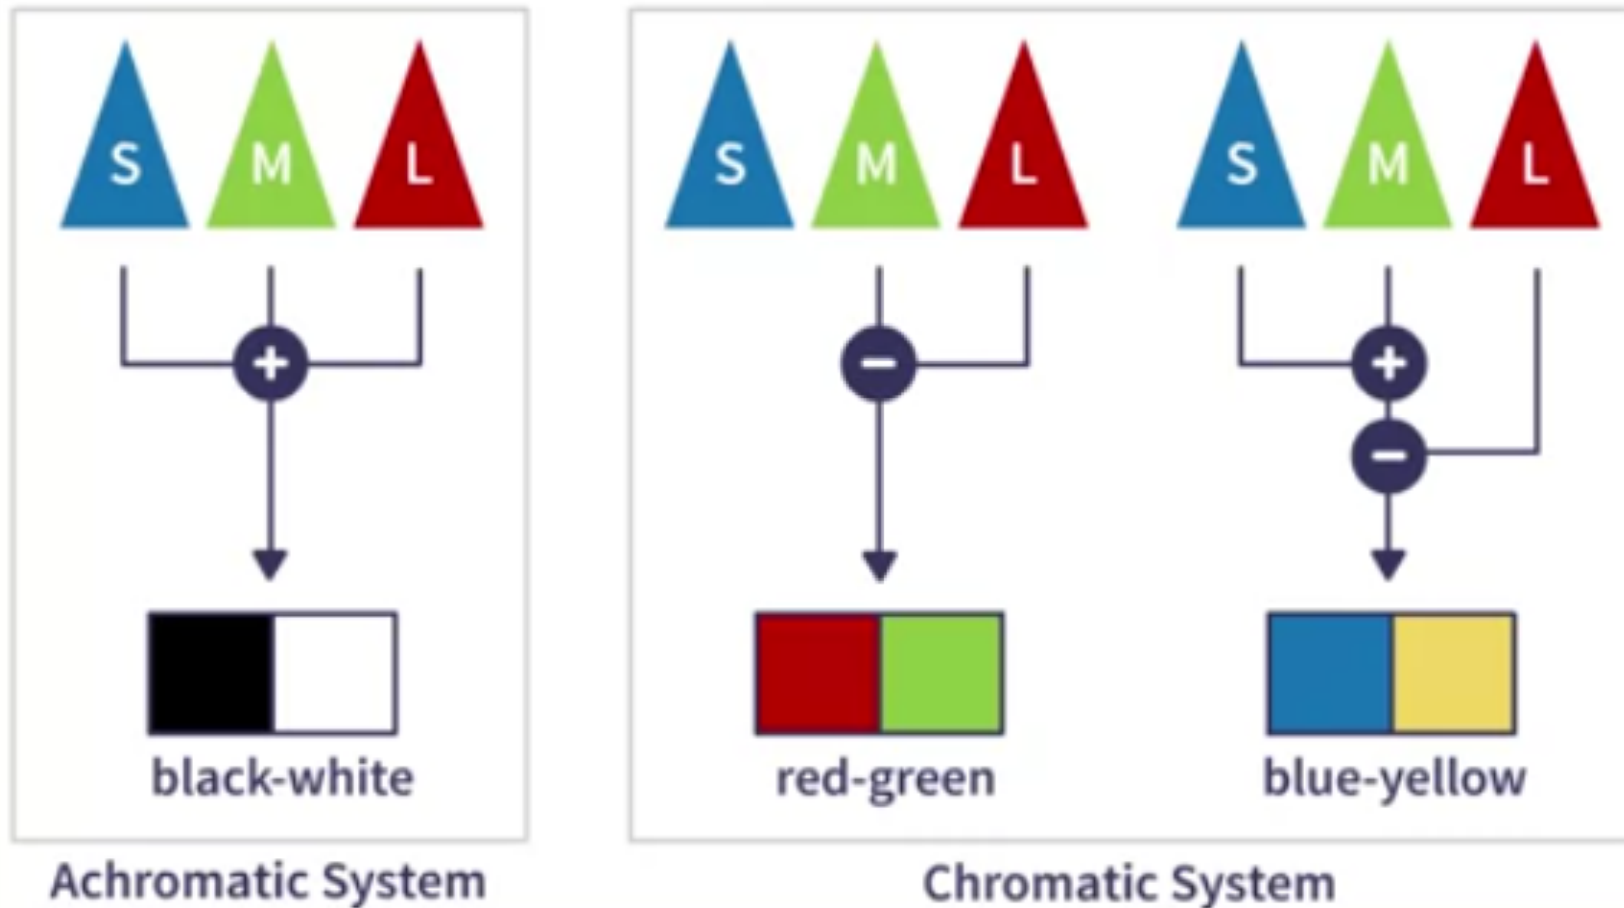 S M L
S M L
S M L
+
−
+
−
black-white
red-green
blue-yellow
Achromatic System
Chromatic System